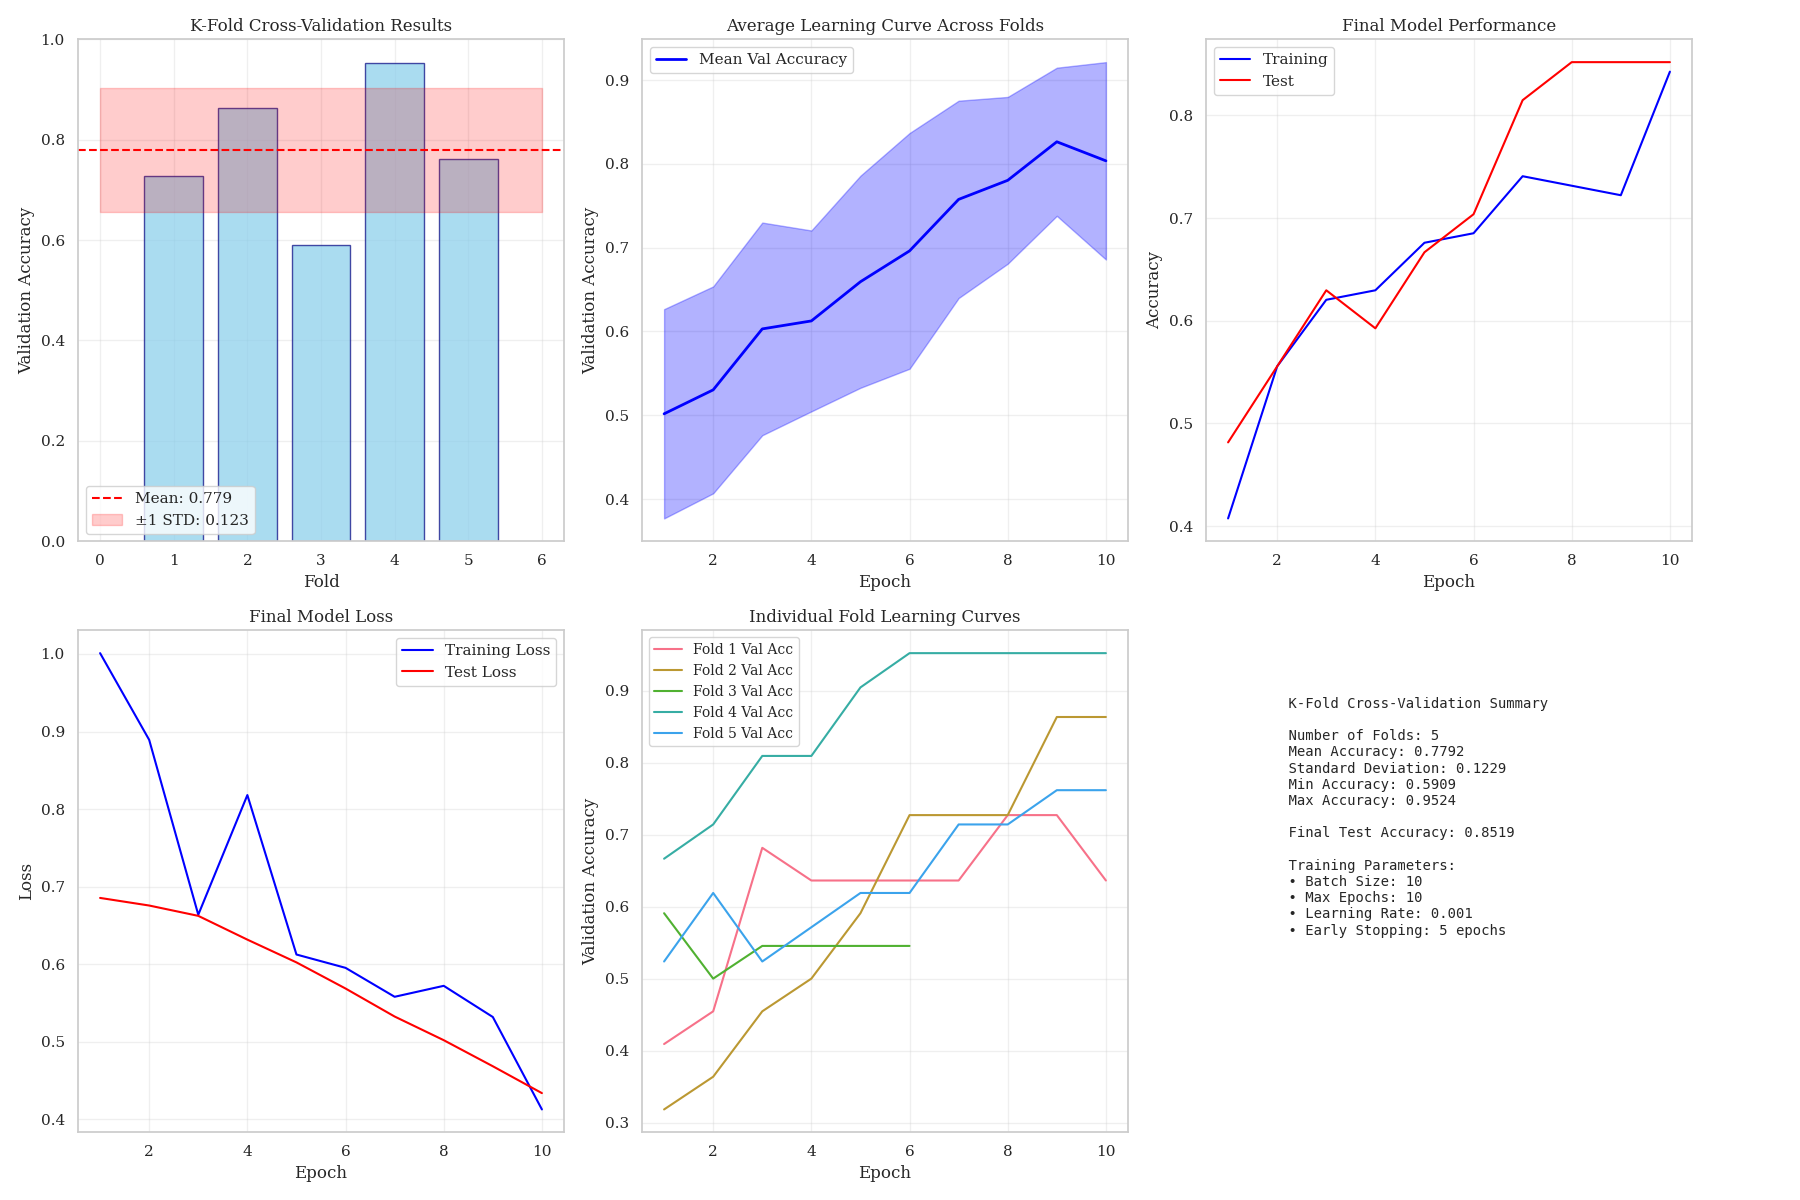 K-Fold Cross-Validation Results
Validation Accuracy
1.0
0.8
0.6
0.4
0.2
0.0
Mean: 0.779
±1 STD: 0.123
0 1 2 3 4 5 6
Fold
Average Learning Curve Across Folds
Mean Val Accuracy
Validation Accuracy
0.9
0.8
0.7
0.6
0.5
0.4
2 4 6 8 10
Epoch
Final Model Performance
Training
Test
Accuracy
0.8
0.7
0.6
0.5
0.4
2 4 6 8 10
Epoch
Final Model Loss
Training Loss
Test Loss
Loss
1.0
0.9
0.8
0.7
0.6
0.5
0.4
2 4 6 8 10
Epoch
Individual Fold Learning Curves
Fold 1 Val Acc
Fold 2 Val Acc
Fold 3 Val Acc
Fold 4 Val Acc
Fold 5 Val Acc
Validation Accuracy
0.9
0.8
0.7
0.6
0.5
0.4
0.3
2 4 6 8 10
Epoch
K-Fold Cross-Validation Summary
Number of Folds: 5
Mean Accuracy: 0.7792
Standard Deviation: 0.1229
Min Accuracy: 0.5909
Max Accuracy: 0.9524
Final Test Accuracy: 0.8519
Training Parameters:
• Batch Size: 10
• Max Epochs: 10
• Learning Rate: 0.001
• Early Stopping: 5 epochs